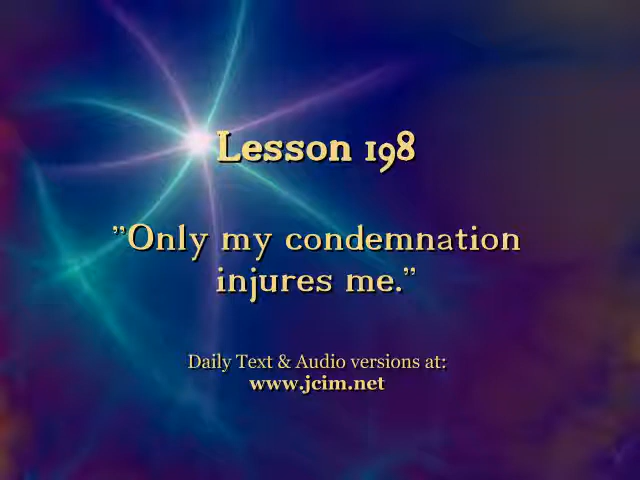 Lesson 198
"Only my condemnation
injures me."
Daily Text & Audio versions at:
www.jcim.net